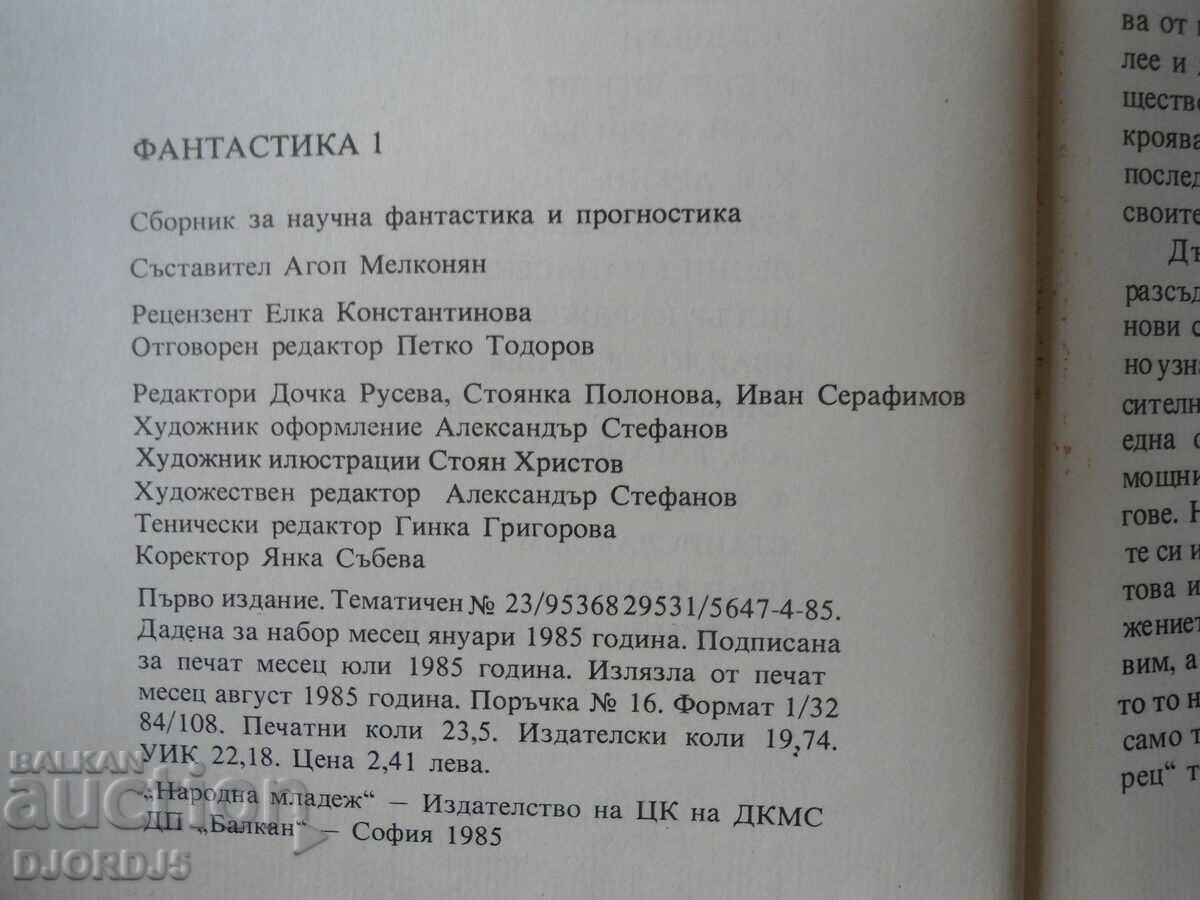 ФАНТАСТИКА 1
Сборник за научна фантастика и прогностика
Съставител Агоп Мелконян
Рецензент Елка Константинова
Отговорен редактор Петко Тодоров
Редактори Дочка Русева, Стоянка Полонова, Иван Серафимов
Художник оформление Александър Стефанов
Художник илюстрации Стоян Христов
Художествен редактор Александър Стефанов
Тенически редактор Гинка Григорова
Коректор Янка Събева
Първо издание. Тематичен № 23/9536829531/5647-4-85.
Дадена за набор месец януари 1985 година. Подписана
за печат месец юли 1985 година. Излязла от печат
месец август 1985 година. Поръчка № 16. Формат 1/32
84/108. Печатни коли 23,5. Издателски коли 19,74.
УИК 22,18. Цена 2,41 лева.
„Народна младеж“ — Издателство на ЦК на ДКМС
ДП „Балкан“ — София 1985
ва от
лее и
ществе
кроява
послед
своите
Дъ
разсъд
нови с
но узна
сителн
една с
мощни
гове. Н
те си и
това и
жениет
вим, а
то то н
само т
рец“ т
BALKAN
auction
DJORDJ5